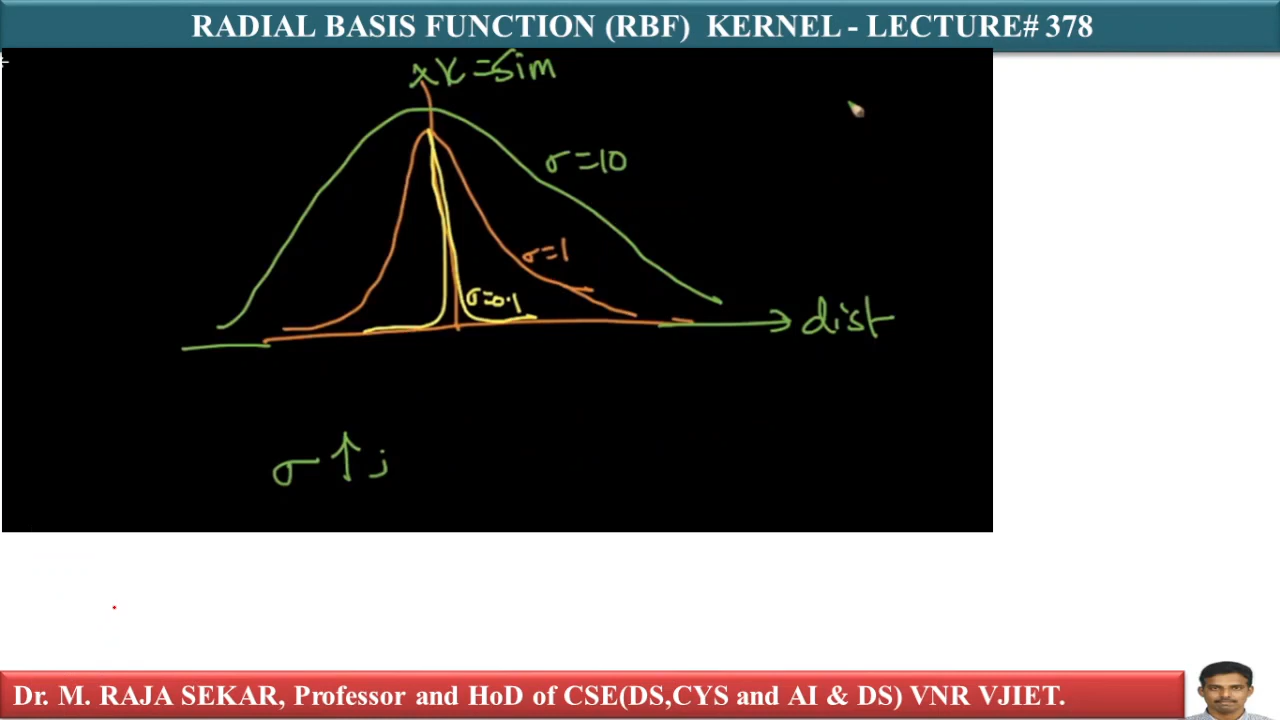 RADIAL BASIS FUNCTION (RBF) KERNEL - LECTURE# 378
K = Sim
σ = 10
σ = 1
σ = 0.1
dist
σ ↑ ;
Dr. M. RAJA SEKAR, Professor and HoD of CSE(DS,CYS and AI & DS) VNR VJIET.